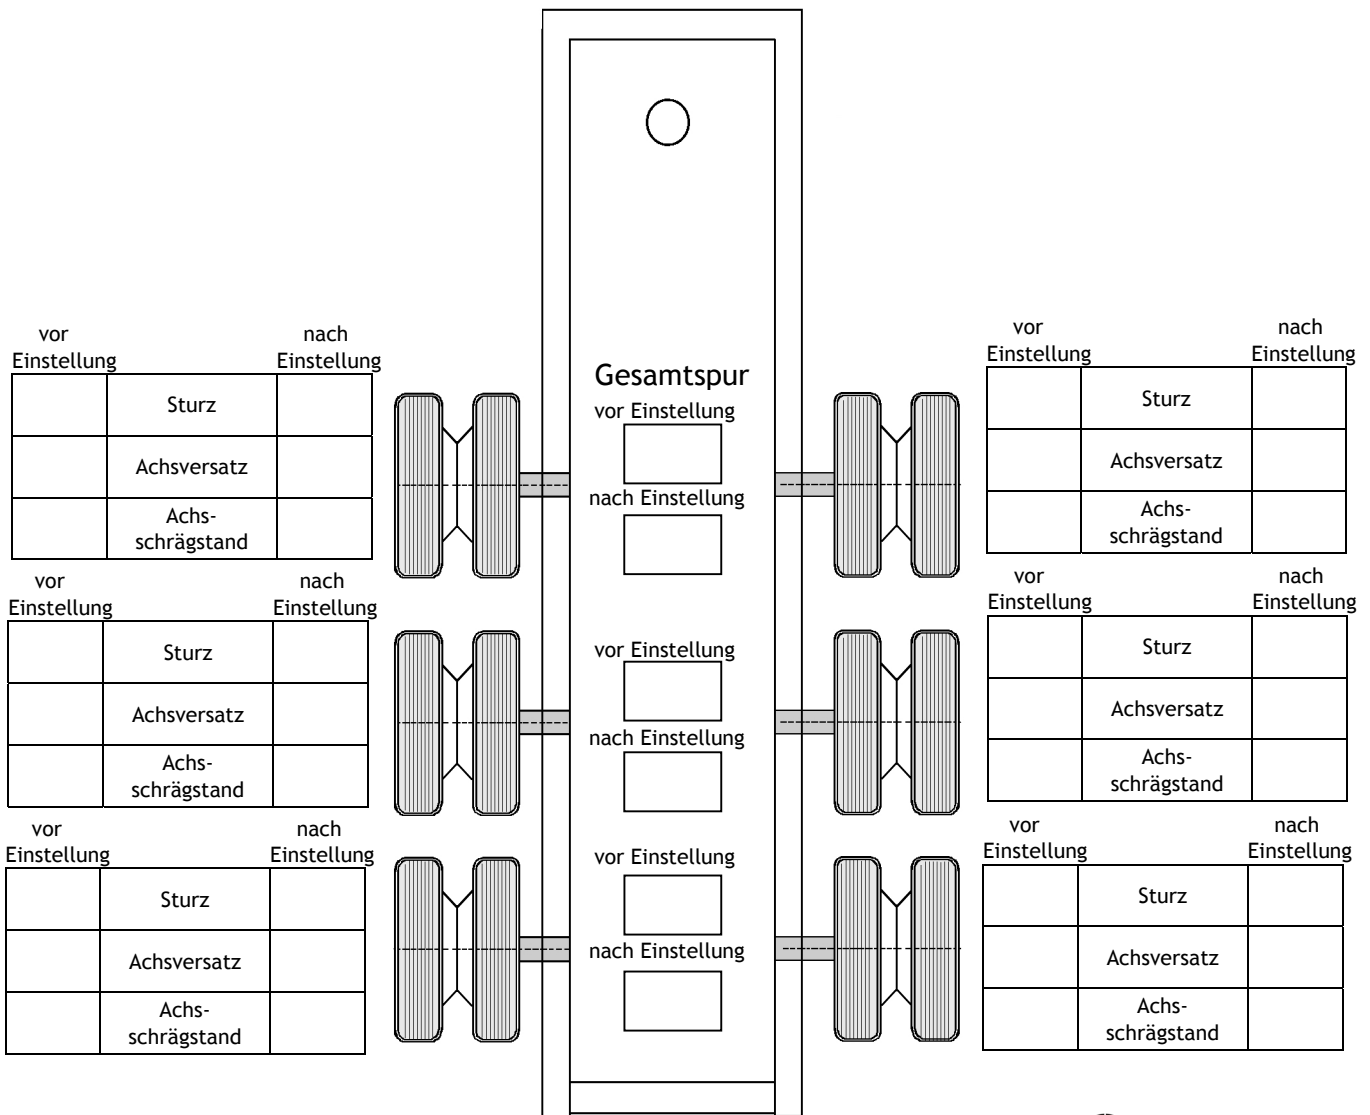 vor
Einstellung
nach
Einstellung
Sturz
Achsversatz
Achs-
schrägstand
vor
Einstellung
nach
Einstellung
Sturz
Achsversatz
Achs-
schrägstand
vor
Einstellung
nach
Einstellung
Sturz
Achsversatz
Achs-
schrägstand
Gesamtspur
vor Einstellung
nach Einstellung
vor Einstellung
nach Einstellung
vor Einstellung
nach Einstellung
vor
Einstellung
nach
Einstellung
Sturz
Achsversatz
Achs-
schrägstand
vor
Einstellung
nach
Einstellung
Sturz
Achsversatz
Achs-
schrägstand
vor
Einstellung
nach
Einstellung
Sturz
Achsversatz
Achs-
schrägstand